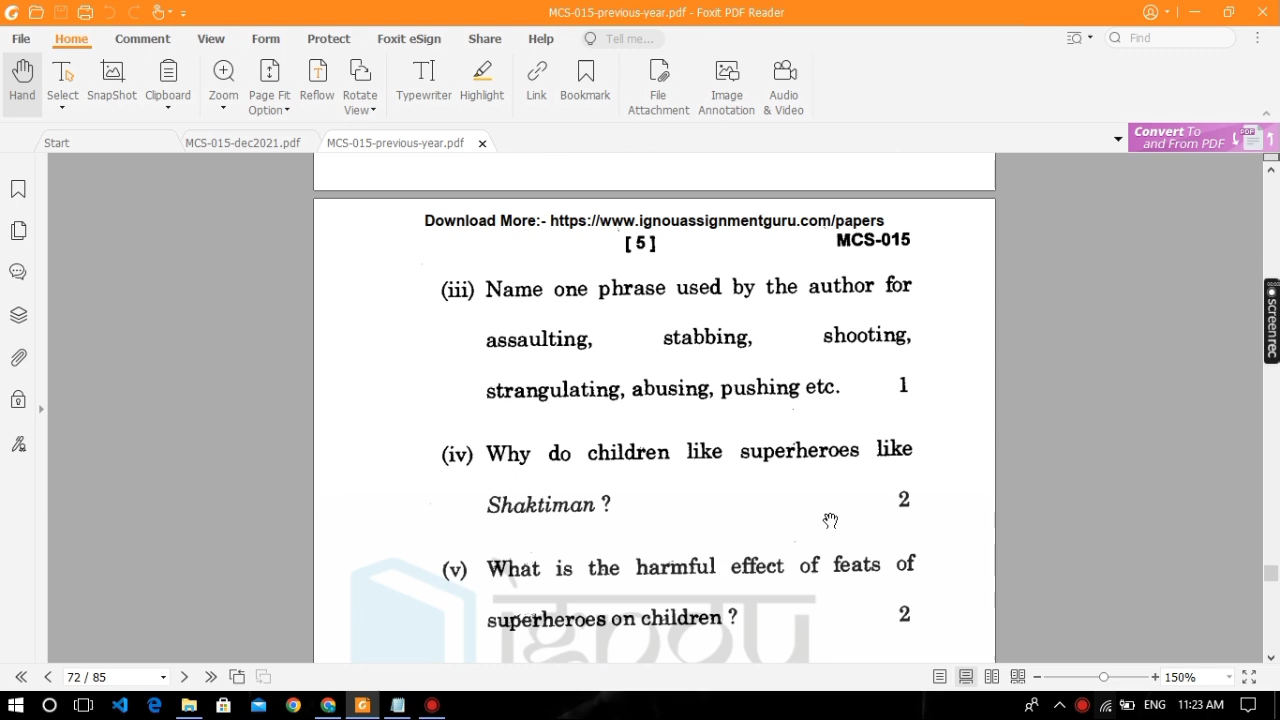 MCS-015-previous-year.pdf - Foxit PDF Reader
File Home Comment View Form Protect Foxit eSign Share Help Tell me... Find
Hand Select SnapShot Clipboard Zoom Page Fit Option Reflow Rotate View Typewriter Highlight Link Bookmark File Attachment Image Annotation Audio & Video
Start MCS-015-dec2021.pdf MCS-015-previous-year.pdf
Convert To
and From PDF
PDF
Download More:- https://www.ignouassignmentguru.com/papers
[ 5 ] MCS-015
(iii) Name one phrase used by the author for
assaulting, stabbing, shooting,
strangulating, abusing, pushing etc. 1
(iv) Why do children like superheroes like
Shaktiman ? 2
(v) What is the harmful effect of feats of
superheroes on children ? 2
ignou
screenrec
72 / 85 150%
ENG 11:23 AM